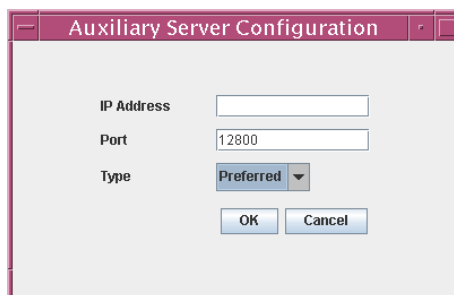 Auxiliary Server Configuration
IP Address
Port 12800
Type Preferred
OK Cancel